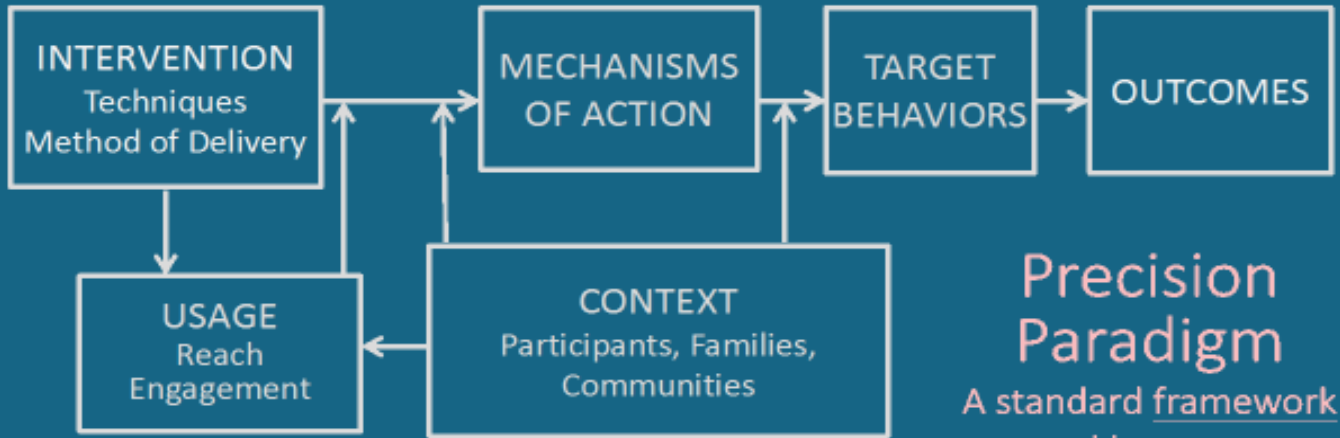 INTERVENTION
Techniques
Method of Delivery
MECHANISMS
OF ACTION
TARGET
BEHAVIORS
OUTCOMES
USAGE
Reach
Engagement
CONTEXT
Participants, Families,
Communities
Precision
Paradigm
A standard framework